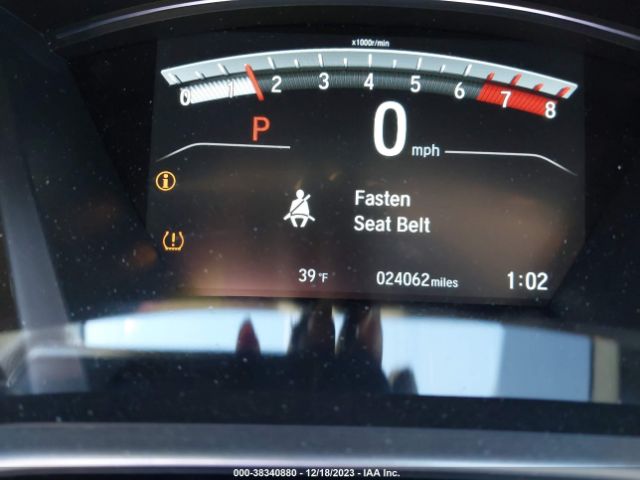 x1000r/min
0 1 2 3 4 5 6 7 8
P
0 mph
Fasten
Seat Belt
39°F 024062 miles 1:02
000-38340880 - 12/18/2023 - IAA Inc.